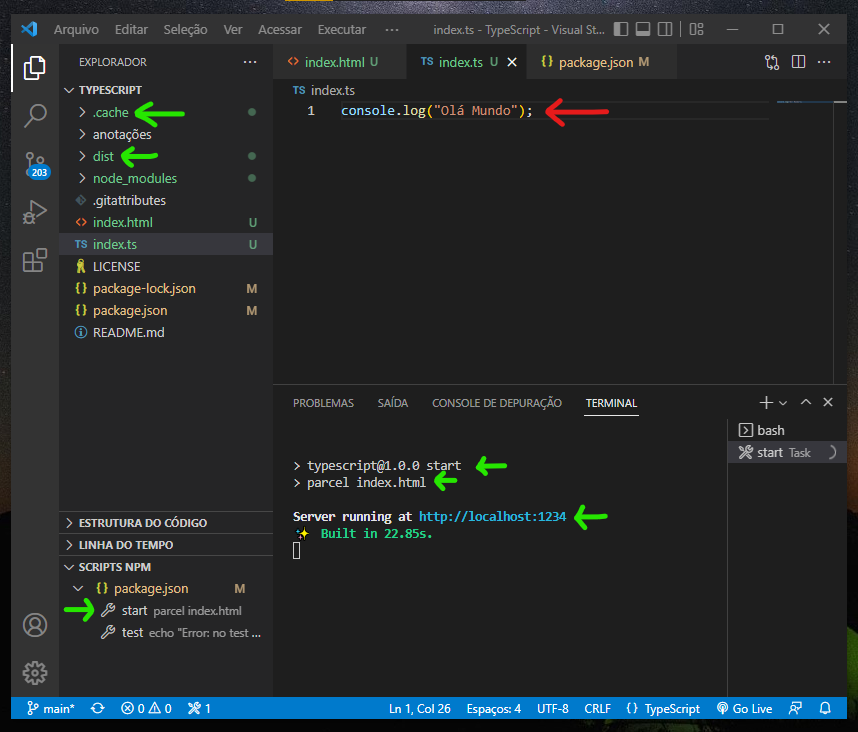 Arquivo Editar Seleção Ver Acessar Executar ··· index.ts - TypeScript - Visual St...
EXPLORADOR ···
TYPESCRIPT
.cache
anotações
dist
node_modules
.gitattributes
index.html U
TS index.ts U
LICENSE
{} package-lock.json M
{} package.json M
README.md
203
ESTRUTURA DO CÓDIGO
LINHA DO TEMPO
SCRIPTS NPM
{} package.json M
start parcel index.html
test echo "Error: no test ...
<> index.html U
TS index.ts U
{} package.json M
TS index.ts
1 console.log("Olá Mundo");
PROBLEMAS SAÍDA CONSOLE DE DEPURAÇÃO TERMINAL
> typescript@1.0.0 start
> parcel index.html
Server running at http://localhost:1234
✨ Built in 22.85s.
bash
start Task
main* 0 0 1 Ln 1, Col 26 Espaços: 4 UTF-8 CRLF {} TypeScript Go Live